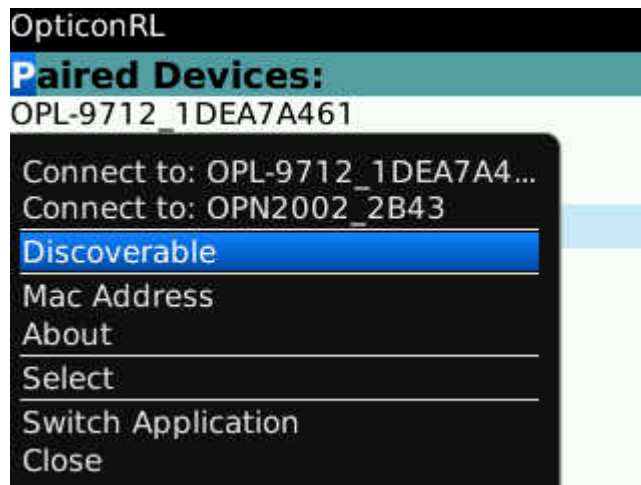 OpticonRL
Paired Devices:
OPL-9712_1DEA7A461
Connect to: OPL-9712_1DEA7A4...
Connect to: OPN2002_2B43
Discoverable
Mac Address
About
Select
Switch Application
Close